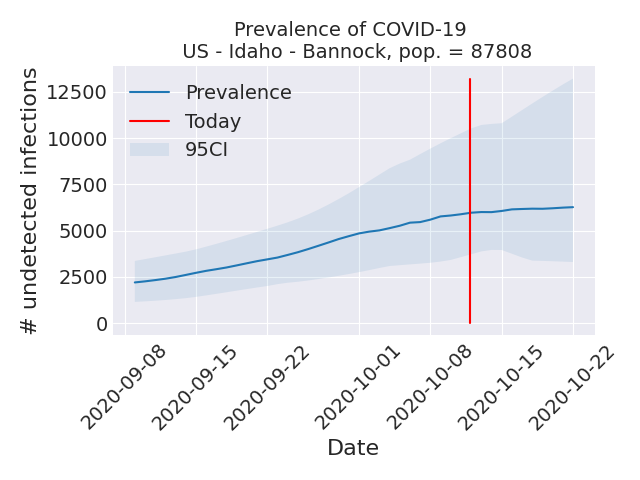 Prevalence of COVID-19
US - Idaho - Bannock, pop. = 87808
Prevalence
Today
95CI
# undetected infections
12500
10000
7500
5000
2500
0
2020-09-08
2020-09-15
2020-09-22
2020-10-01
2020-10-08
2020-10-15
2020-10-22
Date